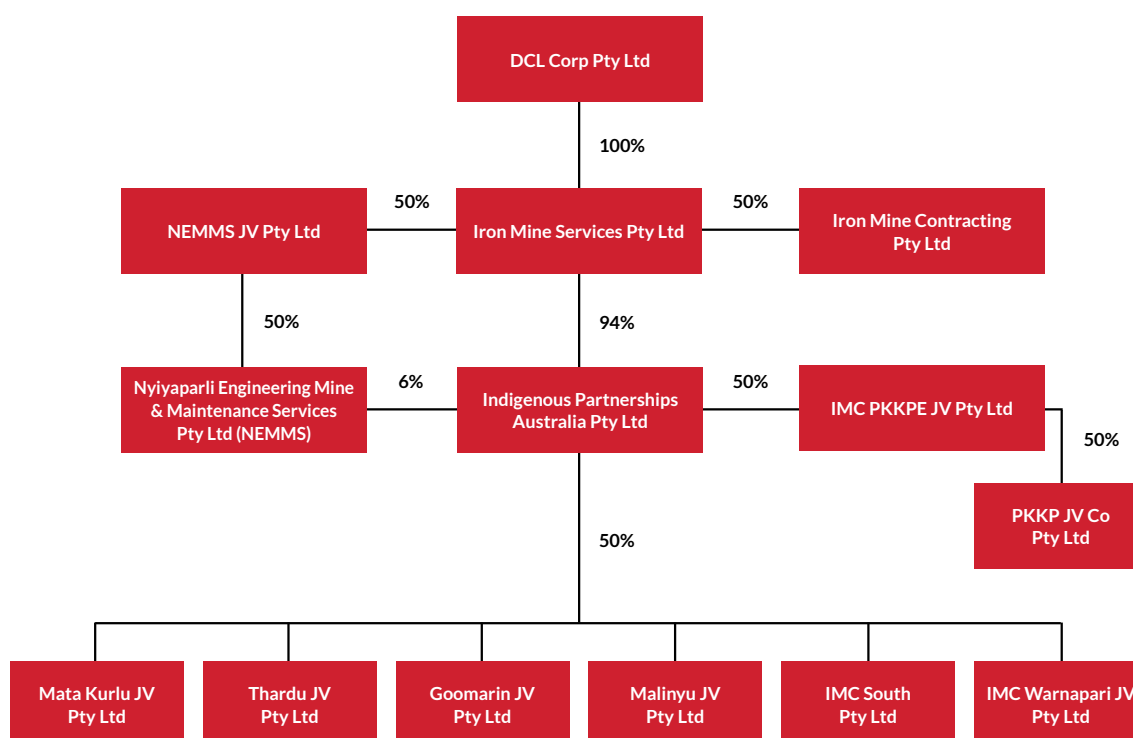 DCL Corp Pty Ltd
100%
NEMMS JV Pty Ltd
50%
Iron Mine Services Pty Ltd
50%
Iron Mine Contracting
Pty Ltd
50%
94%
Nyiyaparli Engineering Mine
& Maintenance Services
Pty Ltd (NEMMS)
6%
Indigenous Partnerships
Australia Pty Ltd
50%
IMC PKKPE JV Pty Ltd
50%
PKKP JV Co
Pty Ltd
50%
Mata Kurlu JV
Pty Ltd
Thardu JV
Pty Ltd
Goomarin JV
Pty Ltd
Malinyu JV
Pty Ltd
IMC South
Pty Ltd
IMC Warnapari JV
Pty Ltd